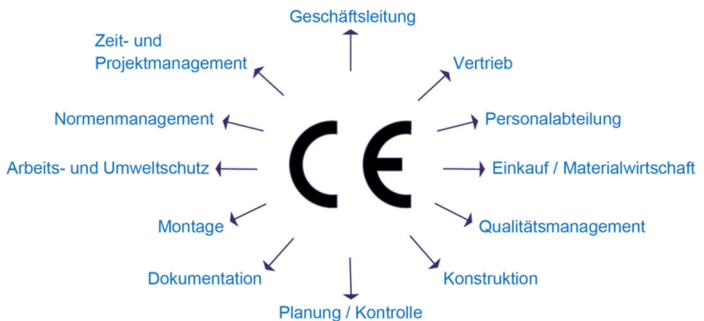 Geschäftsleitung
Zeit- und
Projektmanagement
Vertrieb
Normenmanagement
Personalabteilung
Arbeits- und Umweltschutz
CE
Einkauf / Materialwirtschaft
Montage
Qualitätsmanagement
Dokumentation
Konstruktion
Planung / Kontrolle